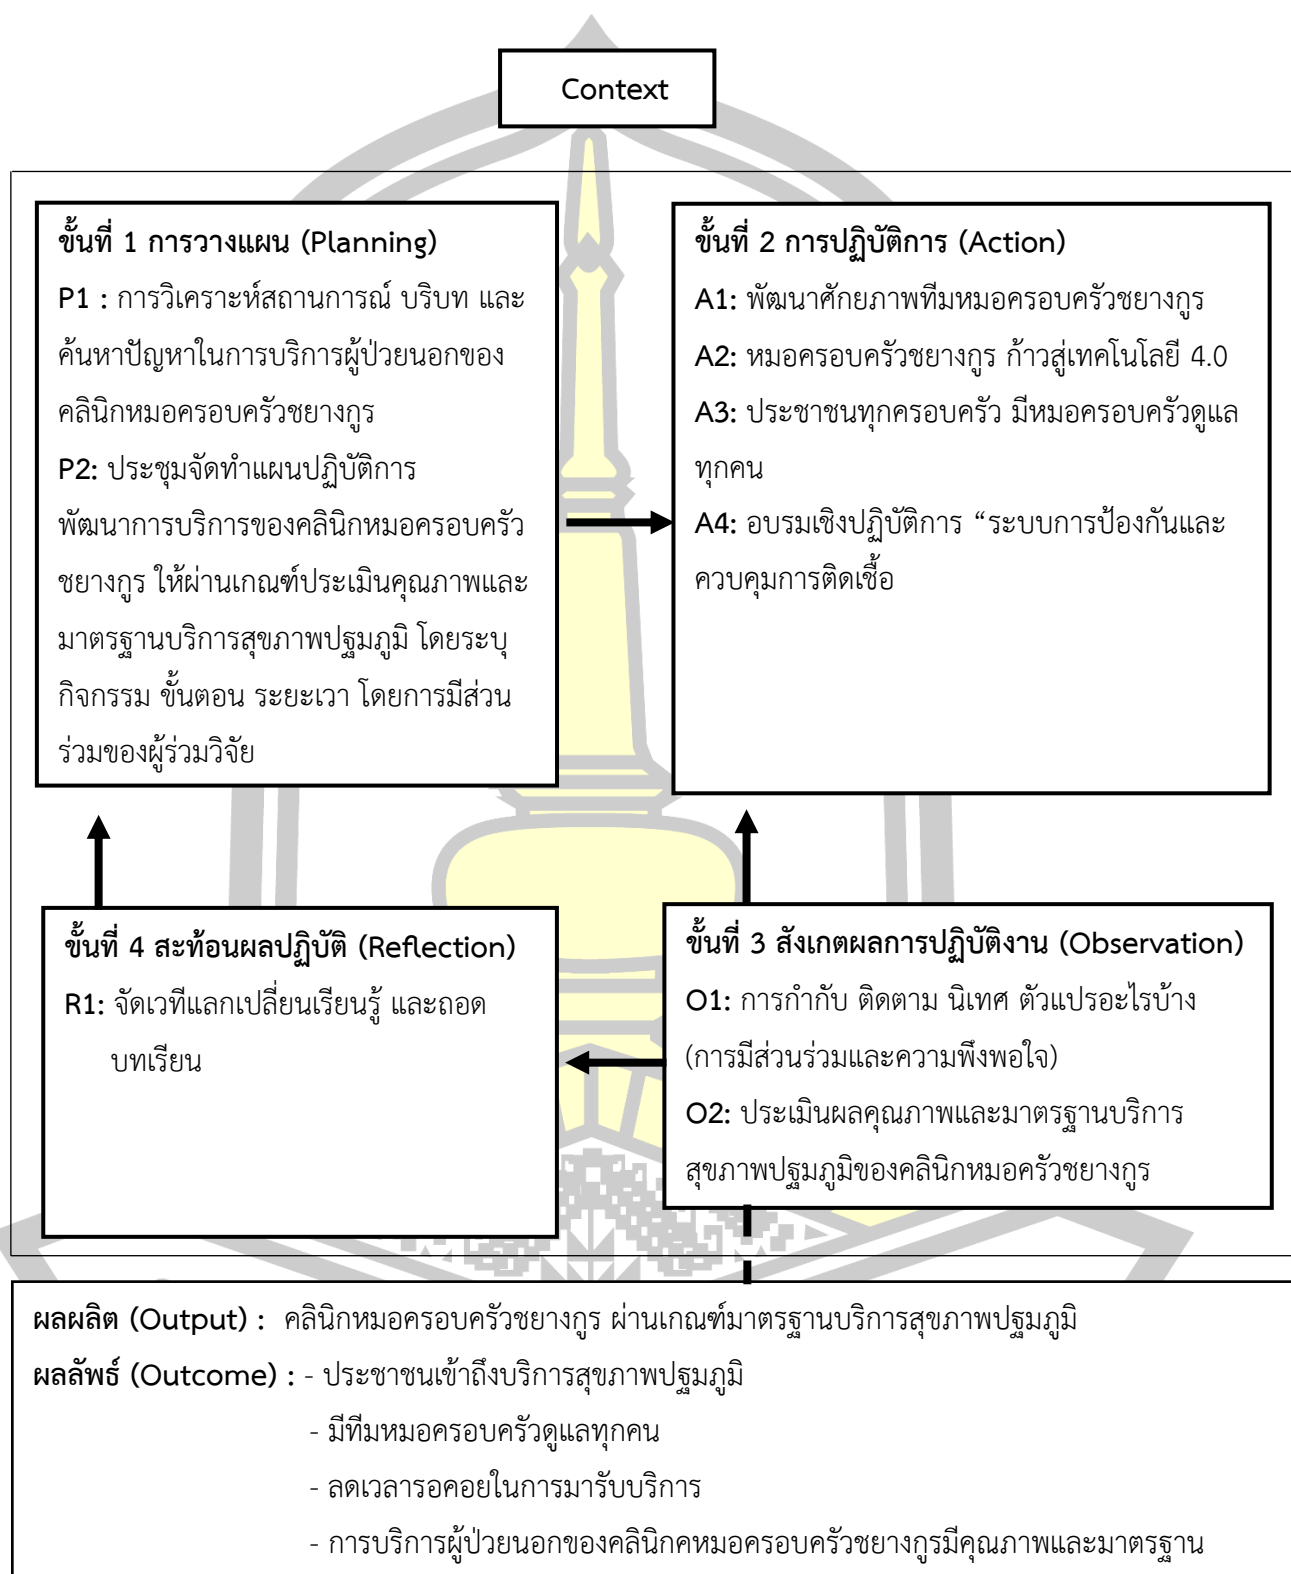 Context
ขั้นที่ 1 การวางแผน (Planning)
P1 : การวิเคราะห์สถานการณ์ บริบท และ
ค้นหาปัญหาในการบริการผู้ป่วยนอกของ
คลินิกหมอครอบครัวชยางกูร
P2: ประชุมจัดทำแผนปฏิบัติการ
พัฒนาการบริการของคลินิกหมอครอบครัว
ชยางกูร ให้ผ่านเกณฑ์ประเมินคุณภาพและ
มาตรฐานบริการสุขภาพปฐมภูมิ โดยระบุ
กิจกรรม ขั้นตอน ระยะเวา โดยการมีส่วน
ร่วมของผู้ร่วมวิจัย
ขั้นที่ 2 การปฏิบัติการ (Action)
A1: พัฒนาศักยภาพทีมหมอครอบครัวชยางกูร
A2: หมอครอบครัวชยางกูร ก้าวสู่เทคโนโลยี 4.0
A3: ประชาชนทุกครอบครัว มีหมอครอบครัวดูแล
ทุกคน
A4: อบรมเชิงปฏิบัติการ “ระบบการป้องกันและ
ควบคุมการติดเชื้อ
ขั้นที่ 4 สะท้อนผลปฏิบัติ (Reflection)
R1: จัดเวทีแลกเปลี่ยนเรียนรู้ และถอด
บทเรียน
ขั้นที่ 3 สังเกตผลการปฏิบัติงาน (Observation)
O1: การกำกับ ติดตาม นิเทศ ตัวแปรอะไรบ้าง
(การมีส่วนร่วมและความพึงพอใจ)
O2: ประเมินผลคุณภาพและมาตรฐานบริการ
สุขภาพปฐมภูมิของคลินิกหมอครัวชยางกูร
ผลผลิต (Output) : คลินิกหมอครอบครัวชยางกูร ผ่านเกณฑ์มาตรฐานบริการสุขภาพปฐมภูมิ
ผลลัพธ์ (Outcome) : - ประชาชนเข้าถึงบริการสุขภาพปฐมภูมิ
- มีทีมหมอครอบครัวดูแลทุกคน
- ลดเวลารอคอยในการมารับบริการ
- การบริการผู้ป่วยนอกของคลินิกคหมอครอบครัวชยางกูรมีคุณภาพและมาตรฐาน